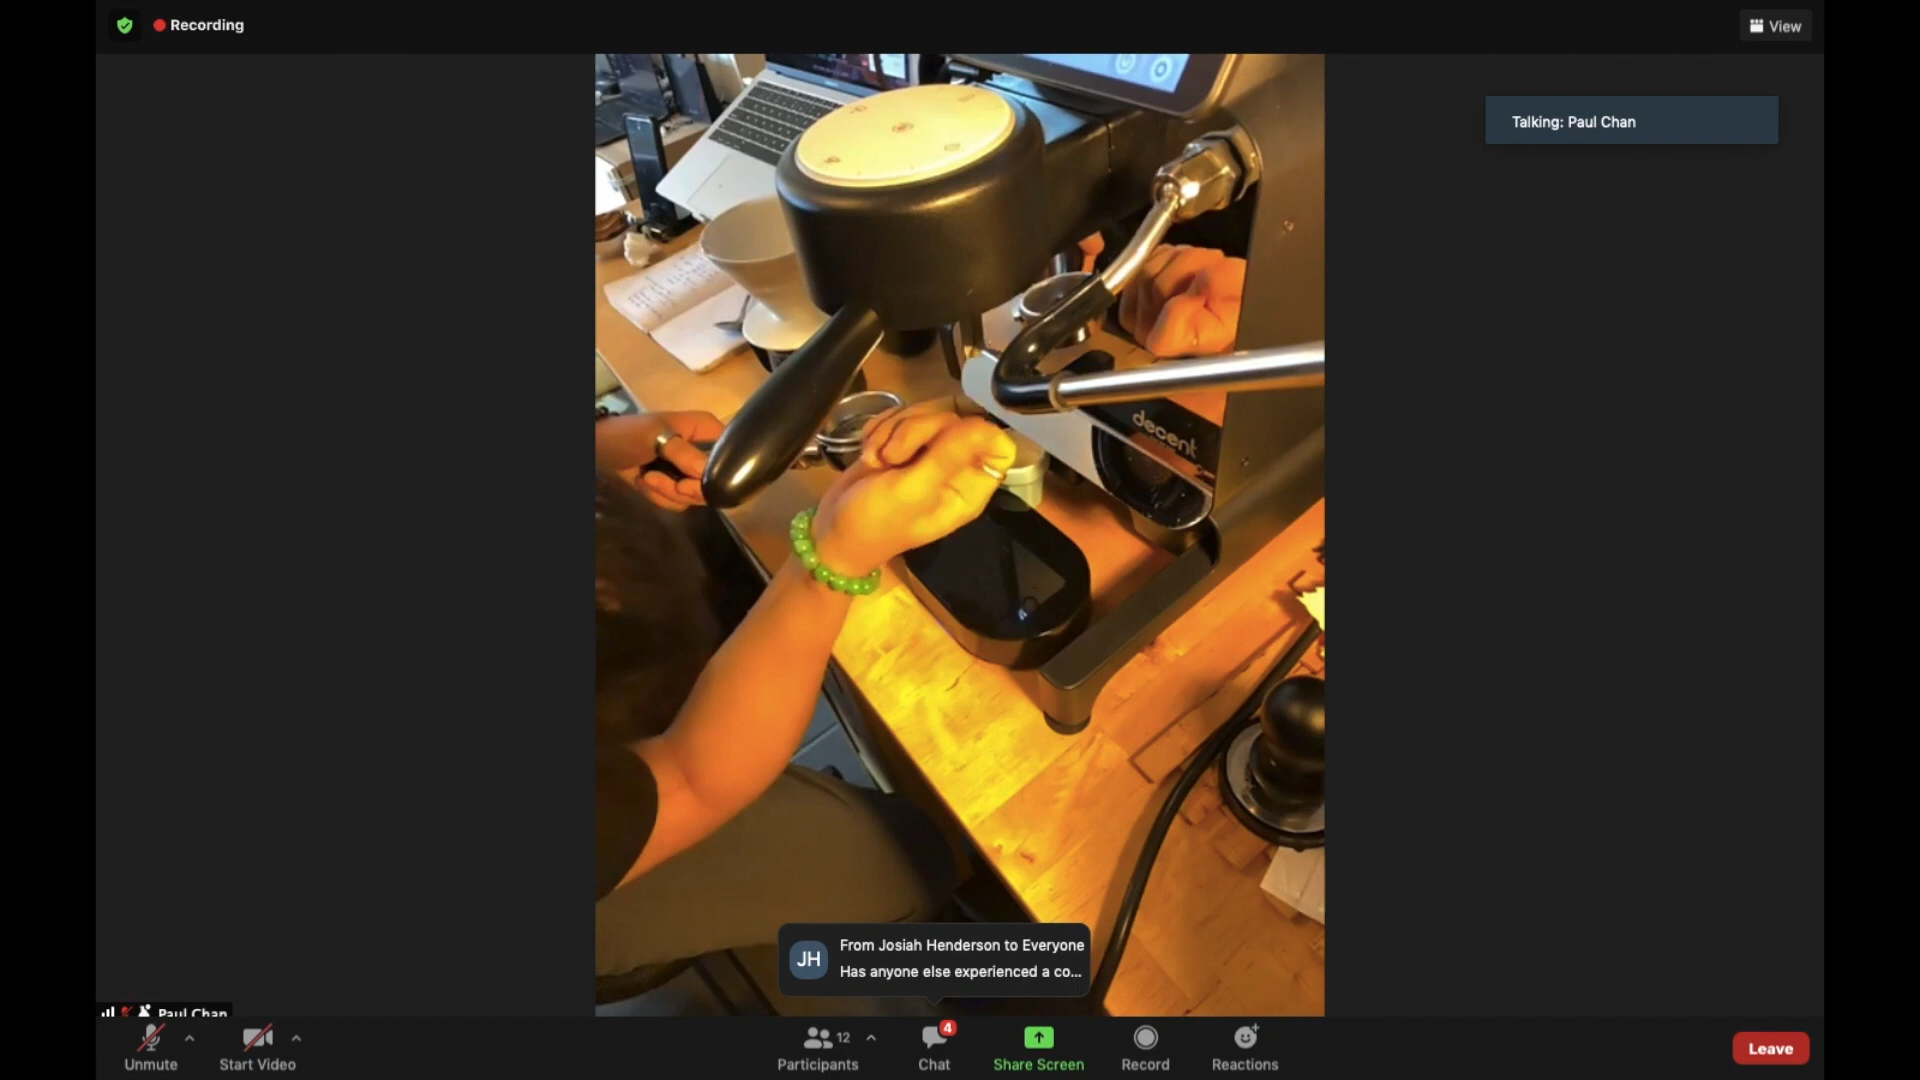 Recording
View
Talking: Paul Chan
decent
JH
From Josiah Henderson to Everyone
Has anyone else experienced a co...
Paul Chan
Unmute
Start Video
12
Participants
4
Chat
Share Screen
Record
Reactions
Leave